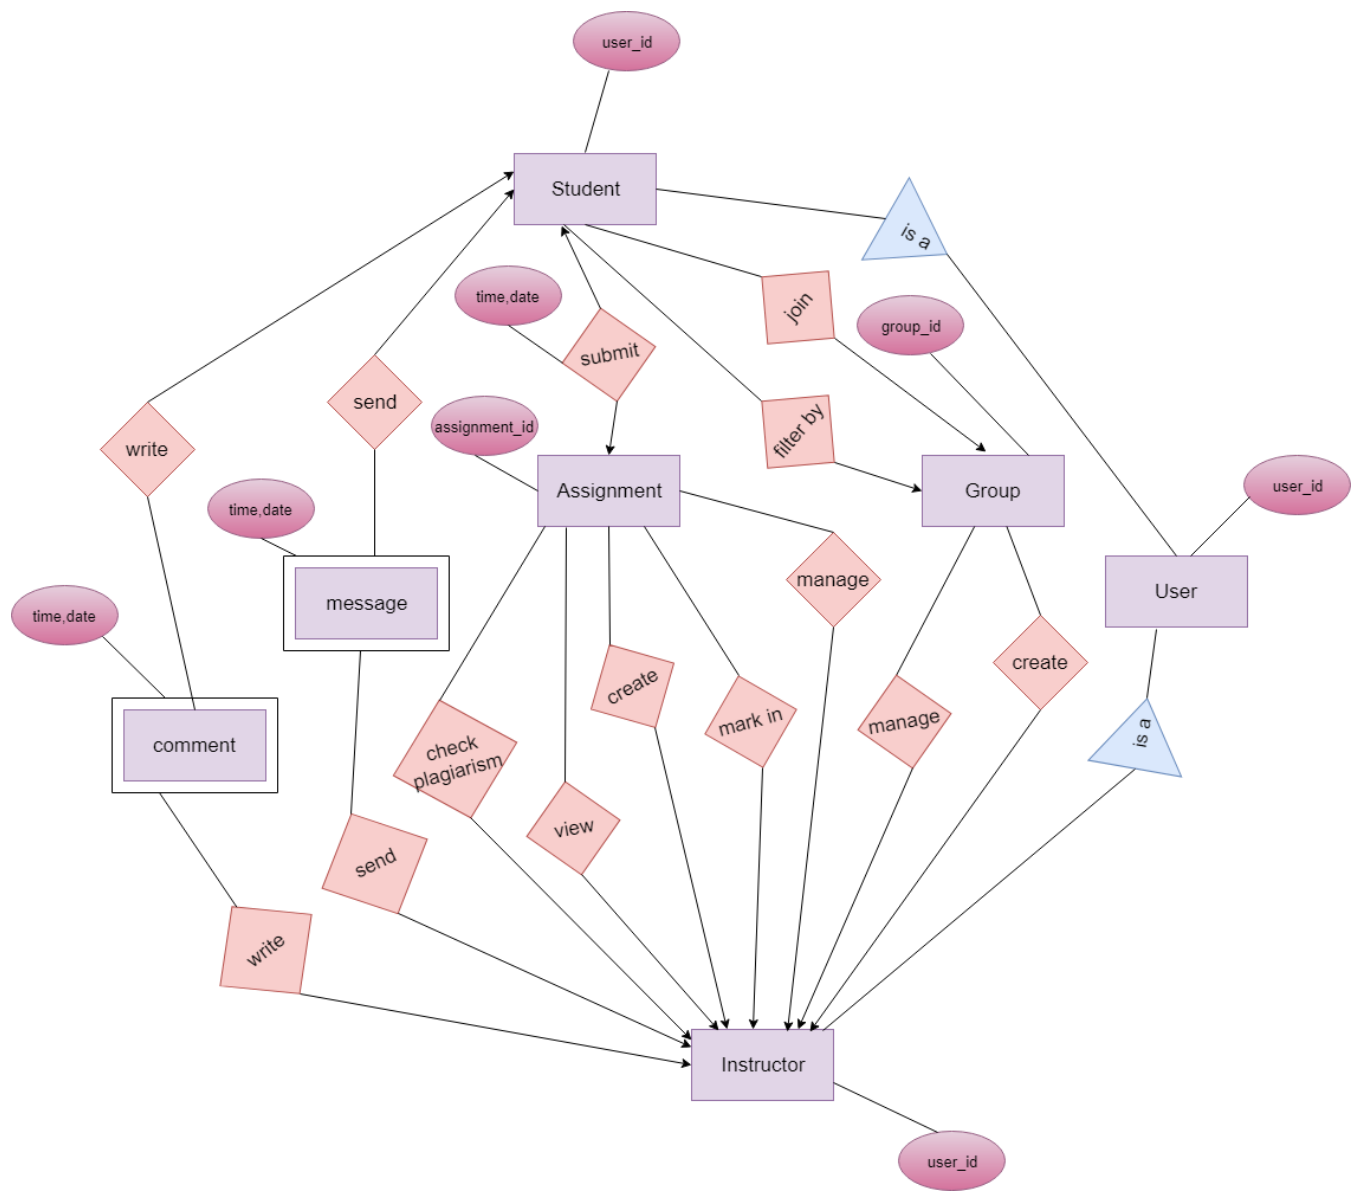 user_id
Student
is a
time,date
join
group_id
submit
send
assignment_id
filter by
write
time,date
Assignment
Group
user_id
manage
User
message
time,date
create
create
comment
mark in
manage
is a
check
plagiarism
view
send
write
Instructor
user_id